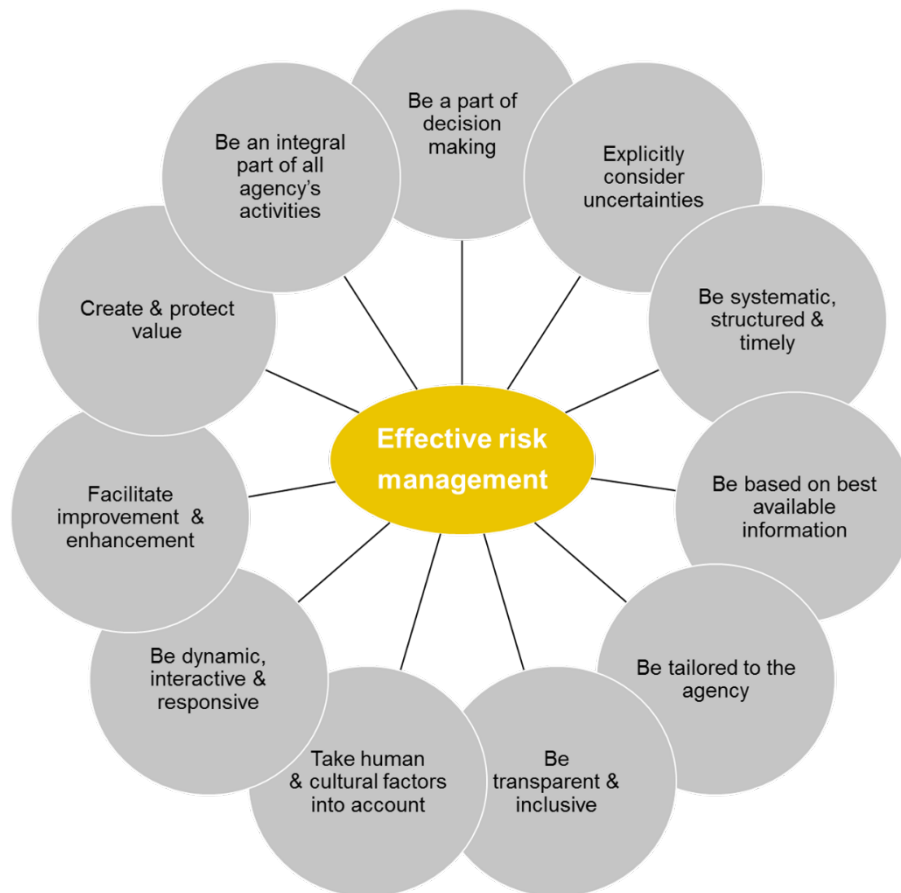 Be a part of
decision
making
Explicitly
consider
uncertainties
Be systematic,
structured &
timely
Be based on best
available
information
Be tailored to the
agency
Be
transparent &
inclusive
Take human
& cultural factors
into account
Be dynamic,
interactive &
responsive
Facilitate
improvement &
enhancement
Create & protect
value
Be an integral
part of all
agency’s
activities
Effective risk
management